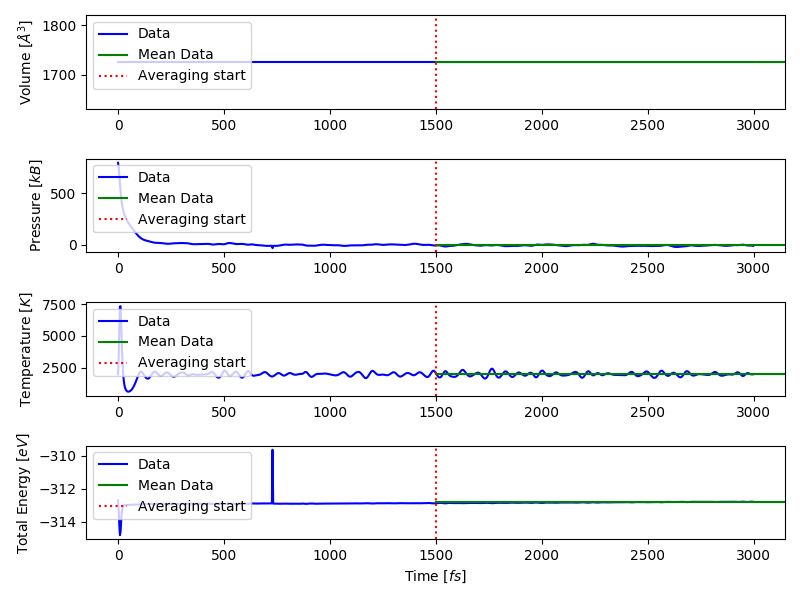 Volume [Å³]
1800
1700
Data
Mean Data
Averaging start
0 500 1000 1500 2000 2500 3000
Pressure [kB]
500
0
Data
Mean Data
Averaging start
0 500 1000 1500 2000 2500 3000
Temperature [K]
7500
5000
2500
Data
Mean Data
Averaging start
0 500 1000 1500 2000 2500 3000
Total Energy [eV]
−310
−312
−314
Data
Mean Data
Averaging start
0 500 1000 1500 2000 2500 3000
Time [fs]